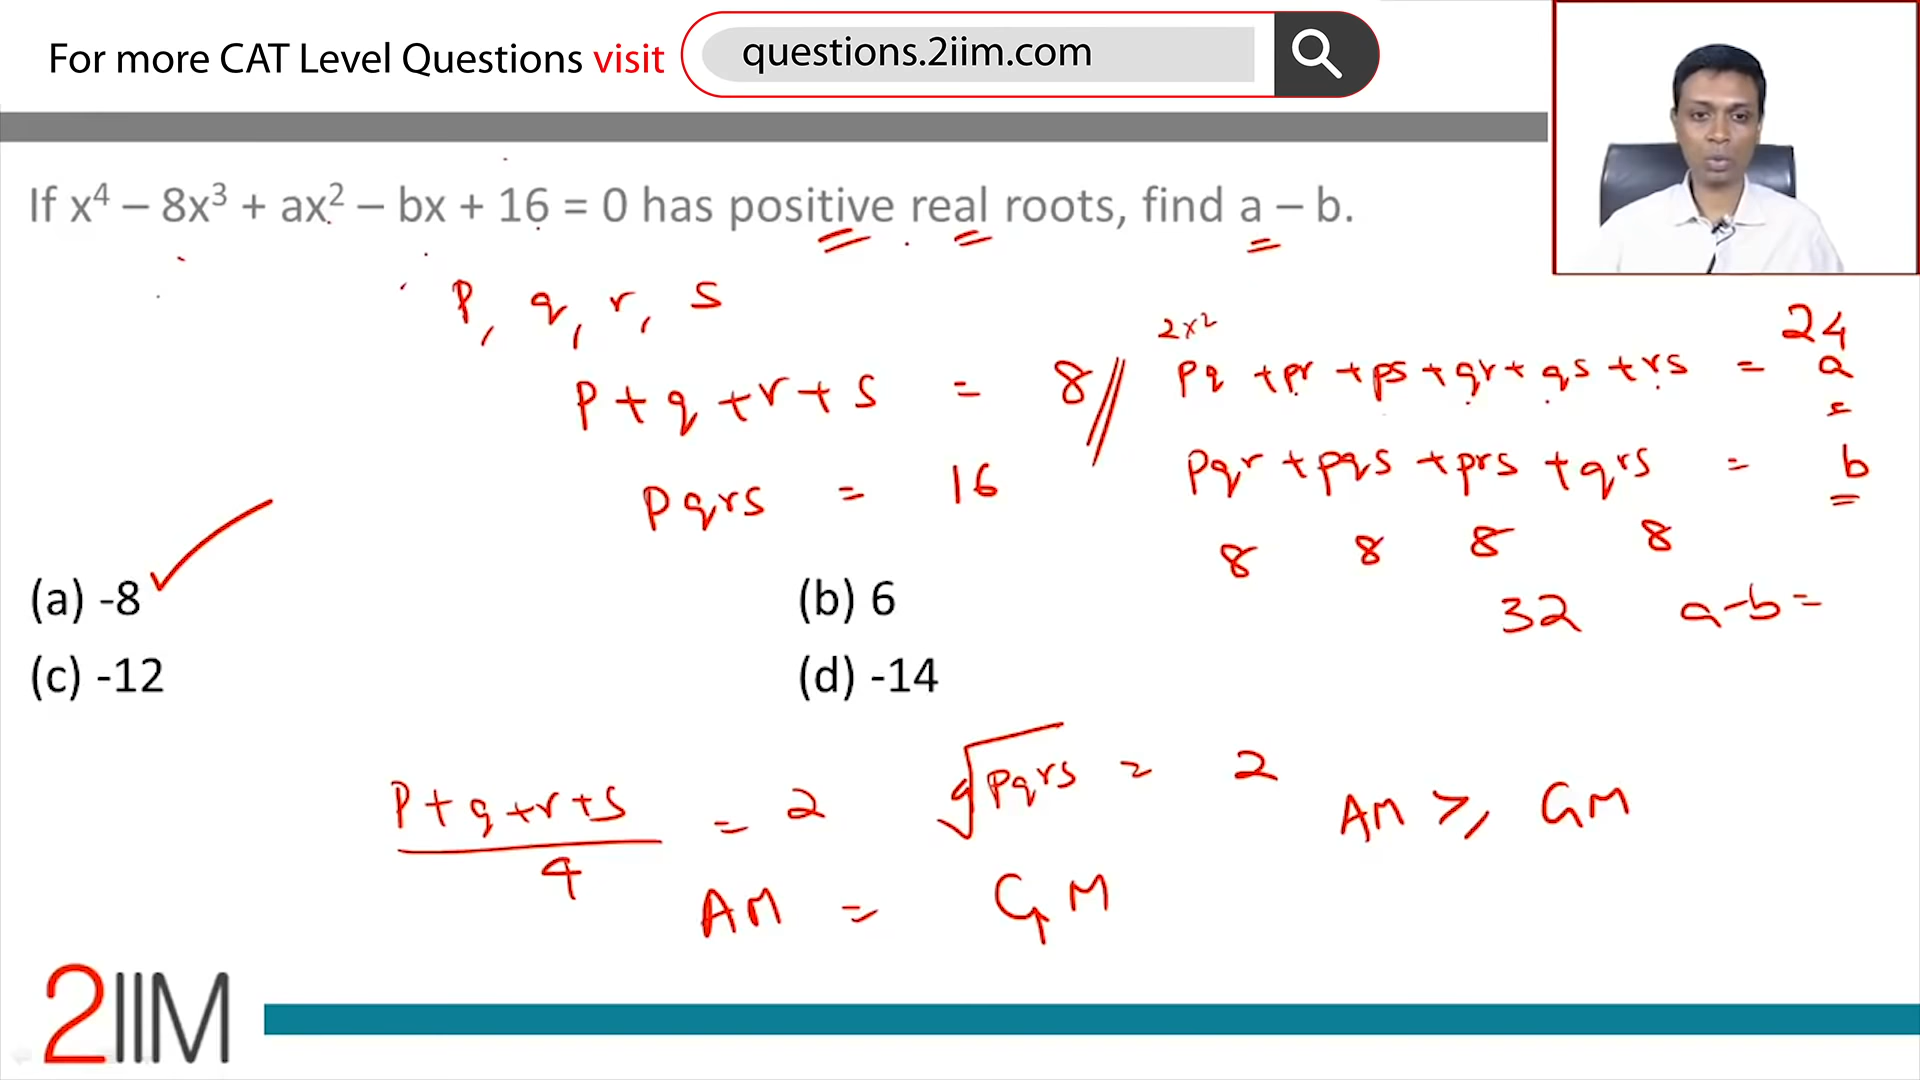 For more CAT Level Questions visit questions.2iim.com
If x⁴ – 8x³ + ax² – bx + 16 = 0 has positive real roots, find a – b.
P, q, r, s
2x2
24
P + q + r + s = 8
pq + pr + ps + qr + qs + rs = a
pqrs = 16
pqr + pqs + prs + qrs = b
8 8 8 8
32 a-b=
(a) -8
(b) 6
(c) -12
(d) -14
P+q+r+s / 4 = 2
4√pqrs = 2
AM ≥ GM
AM = GM
2IIM